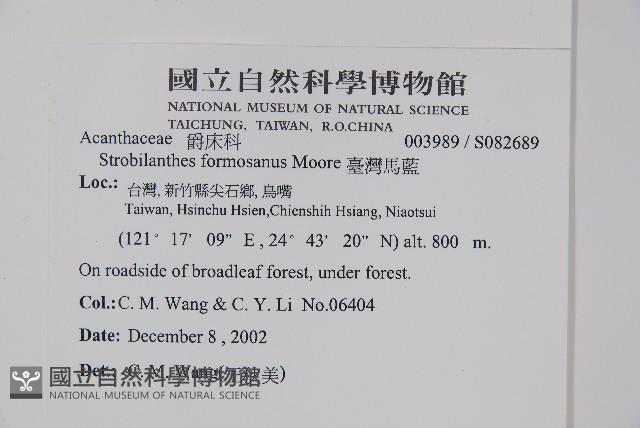 國立自然科學博物館
NATIONAL MUSEUM OF NATURAL SCIENCE
TAICHUNG, TAIWAN, R.O.CHINA
Acanthaceae 爵床科 003989 / S082689
Strobilanthes formosanus Moore 臺灣馬藍
Loc.: 台灣, 新竹縣尖石鄉, 鳥嘴
Taiwan, Hsinchu Hsien,Chienshih Hsiang, Niaotsui
(121° 17' 09" E , 24° 43' 20" N) alt. 800 m.
On roadside of broadleaf forest, under forest.
Col.: C. M. Wang & C. Y. Li No.06404
Date: December 8 , 2002
Det.: C. M. Wang 美)
國立自然科學博物館
NATIONAL MUSEUM OF NATURAL SCIENCE